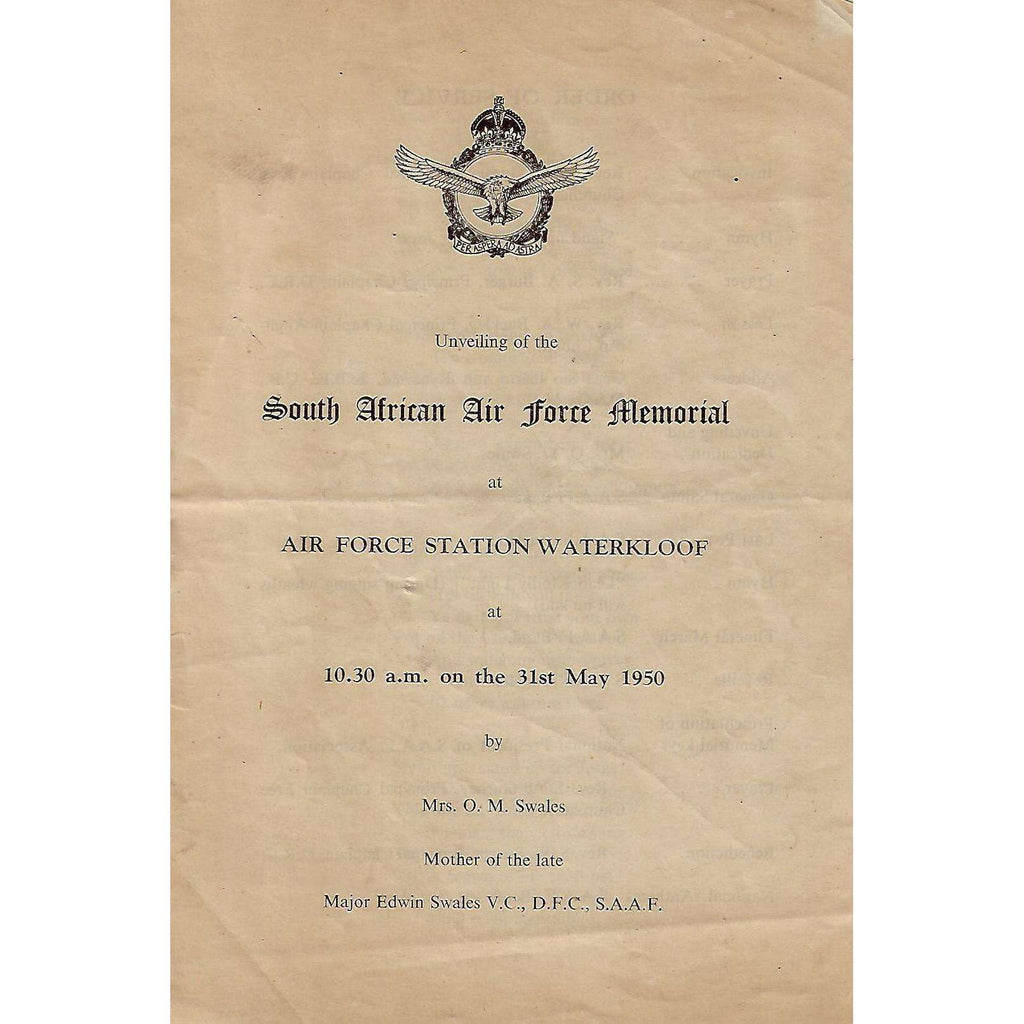 PER ASPERA AD ASTRA
Unveiling of the
South African Air Force Memorial
at
AIR FORCE STATION WATERKLOOF
at
10.30 a.m. on the 31st May 1950
by
Mrs. O. M. Swales
Mother of the late
Major Edwin Swales V.C., D.F.C., S.A.A.F.